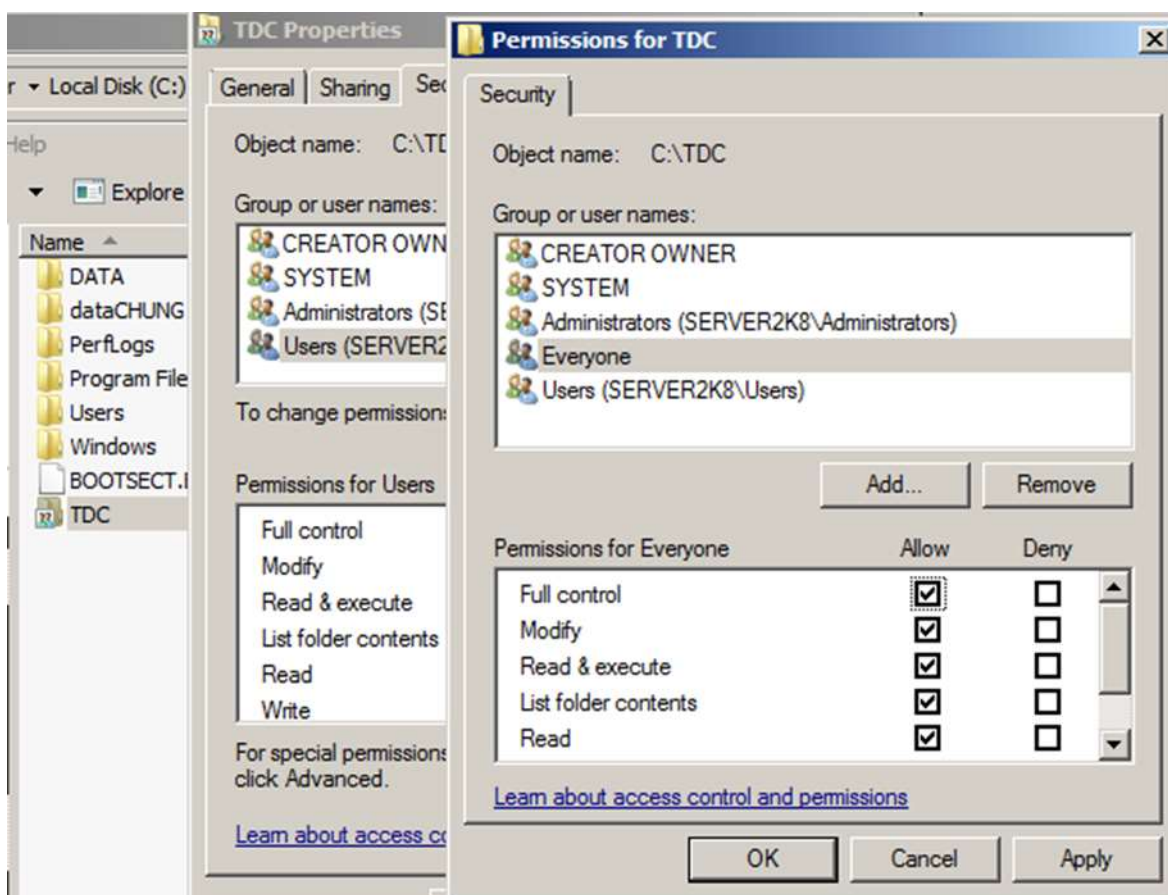 TDC Properties
Permissions for TDC
r Local Disk (C:)
General Sharing Sec
Security
Help
Object name: C:\TD
Object name: C:\TDC
Explore
Group or user names:
Group or user names:
Name
CREATOR OWN
CREATOR OWNER
DATA
SYSTEM
SYSTEM
dataCHUNG
Administrators (SE
Administrators (SERVER2K8\Administrators)
PerfLogs
Users (SERVER2
Everyone
Program File
Users (SERVER2K8\Users)
Users
To change permissions
Windows
BOOTSECT.
Add... Remove
TDC
Permissions for Users
Permissions for Everyone Allow Deny
Full control
Modify
Read & execute
List folder contents
Read
Write
Full control
Modify
Read & execute
List folder contents
Read
For special permissions
click Advanced.
Learn about access co
Learn about access control and permissions
OK Cancel Apply